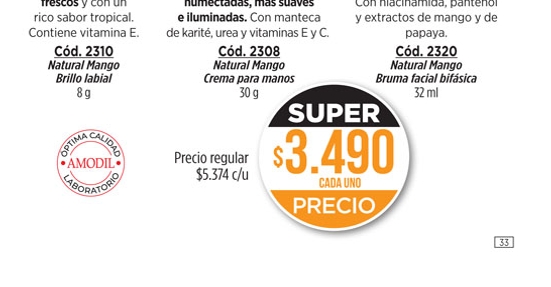 frescos y con un
rico sabor tropical.
Contiene vitamina E.
Cód. 2310
Natural Mango
Brillo labial
8 g
humectadas, más suaves
e iluminadas. Con manteca
de karité, urea y vitaminas E y C.
Cód. 2308
Natural Mango
Crema para manos
30 g
Con niacinamida, pantenol
y extractos de mango y de
papaya.
Cód. 2320
Natural Mango
Bruma facial bifásica
32 ml
ÓPTIMA CALIDAD
AMODIL
LABORATORIO
Precio regular
$5.374 c/u
SUPER
$3.490
CADA UNO
PRECIO
33